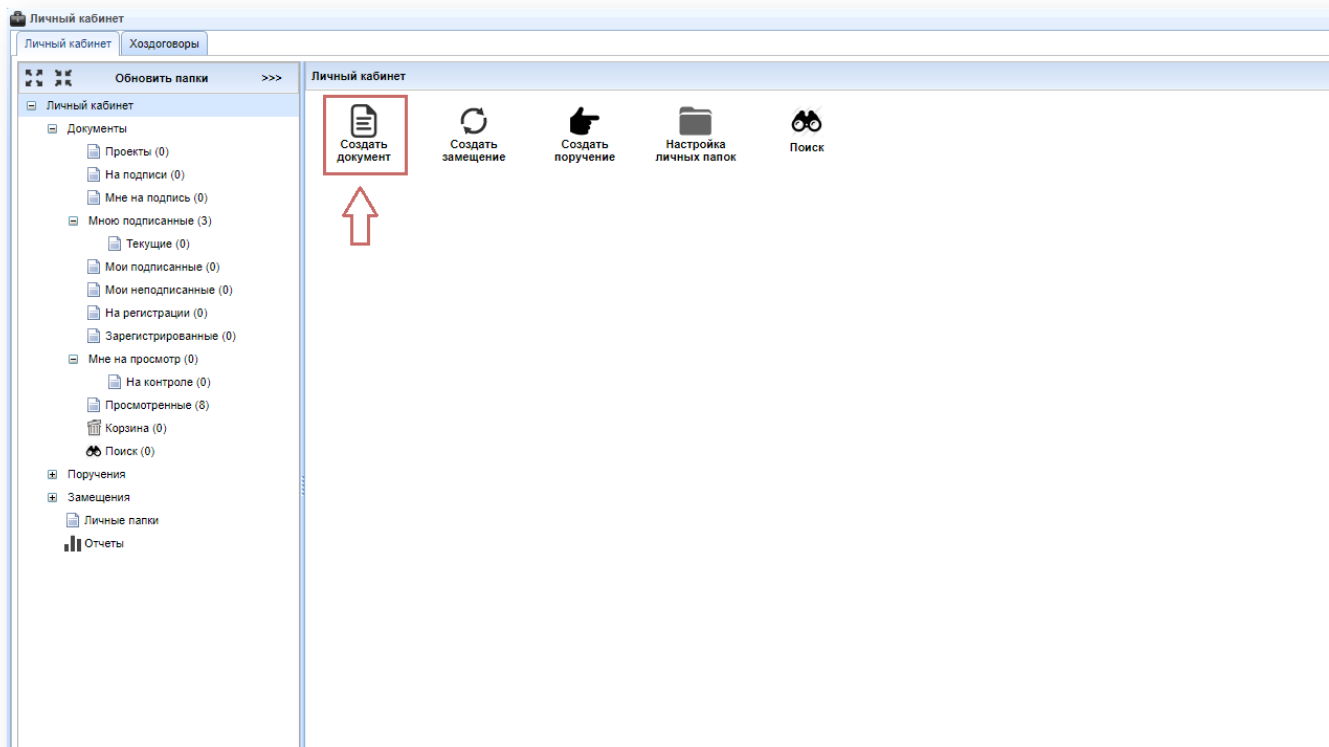 Личный кабинет
Личный кабинет
Хоздоговоры
Обновить папки
>>>
Личный кабинет
Документы
Проекты (0)
На подписи (0)
Мне на подпись (0)
Мною подписанные (3)
Текущие (0)
Мои подписанные (0)
Мои неподписанные (0)
На регистрации (0)
Зарегистрированные (0)
Мне на просмотр (0)
На контроле (0)
Просмотренные (8)
Корзина (0)
Поиск (0)
Поручения
Замещения
Личные папки
Отчеты
Личный кабинет
Создать
документ
Создать
замещение
Создать
поручение
Настройка
личных папок
Поиск